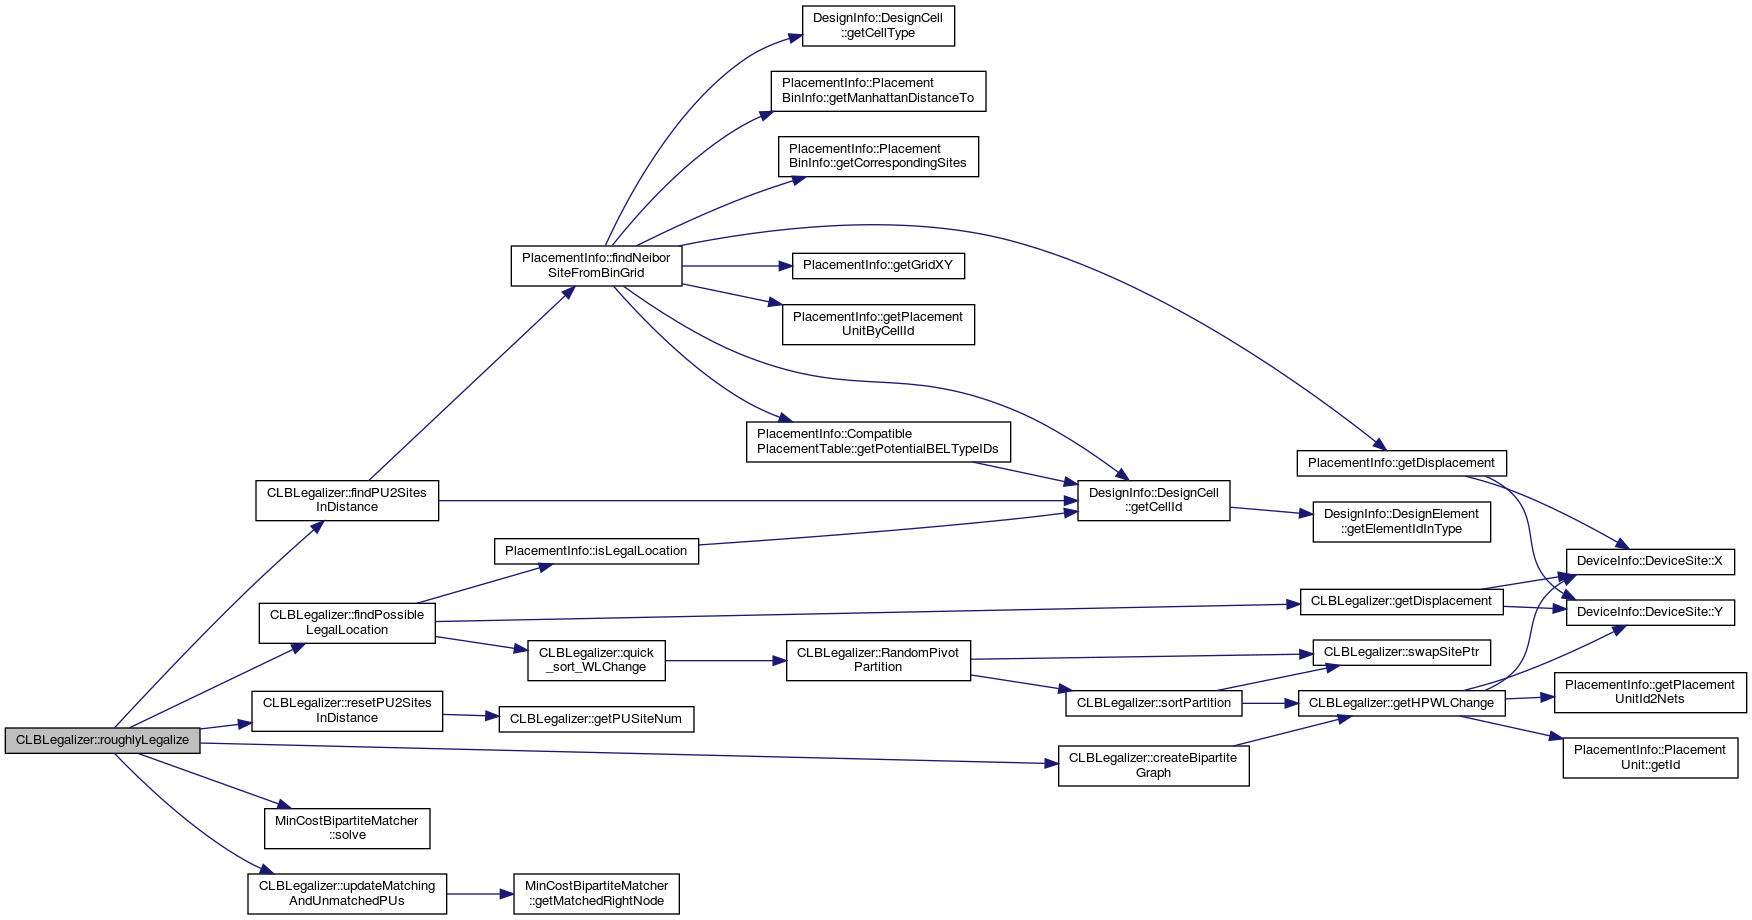 DesignInfo::DesignCell
::getCellType
PlacementInfo::Placement
BinInfo::getManhattanDistanceTo
PlacementInfo::Placement
BinInfo::getCorrespondingSites
PlacementInfo::findNeibor
SiteFromBinGrid
PlacementInfo::getGridXY
PlacementInfo::getPlacement
UnitByCellId
PlacementInfo::Compatible
PlacementTable::getPotentialBELTypeIDs
PlacementInfo::getDisplacement
CLBLegalizer::findPU2Sites
InDistance
DesignInfo::DesignCell
::getCellId
DesignInfo::DesignElement
::getElementIdInType
PlacementInfo::isLegalLocation
DeviceInfo::DeviceSite::X
CLBLegalizer::findPossible
LegalLocation
CLBLegalizer::getDisplacement
DeviceInfo::DeviceSite::Y
CLBLegalizer::quick
_sort_WLChange
CLBLegalizer::RandomPivot
Partition
CLBLegalizer::swapSitePtr
CLBLegalizer::resetPU2Sites
InDistance
CLBLegalizer::getPUSiteNum
CLBLegalizer::sortPartition
CLBLegalizer::getHPWLChange
PlacementInfo::getPlacement
UnitId2Nets
CLBLegalizer::roughlyLegalize
CLBLegalizer::createBipartite
Graph
PlacementInfo::Placement
Unit::getId
MinCostBipartiteMatcher
::solve
CLBLegalizer::updateMatching
AndUnmatchedPUs
MinCostBipartiteMatcher
::getMatchedRightNode